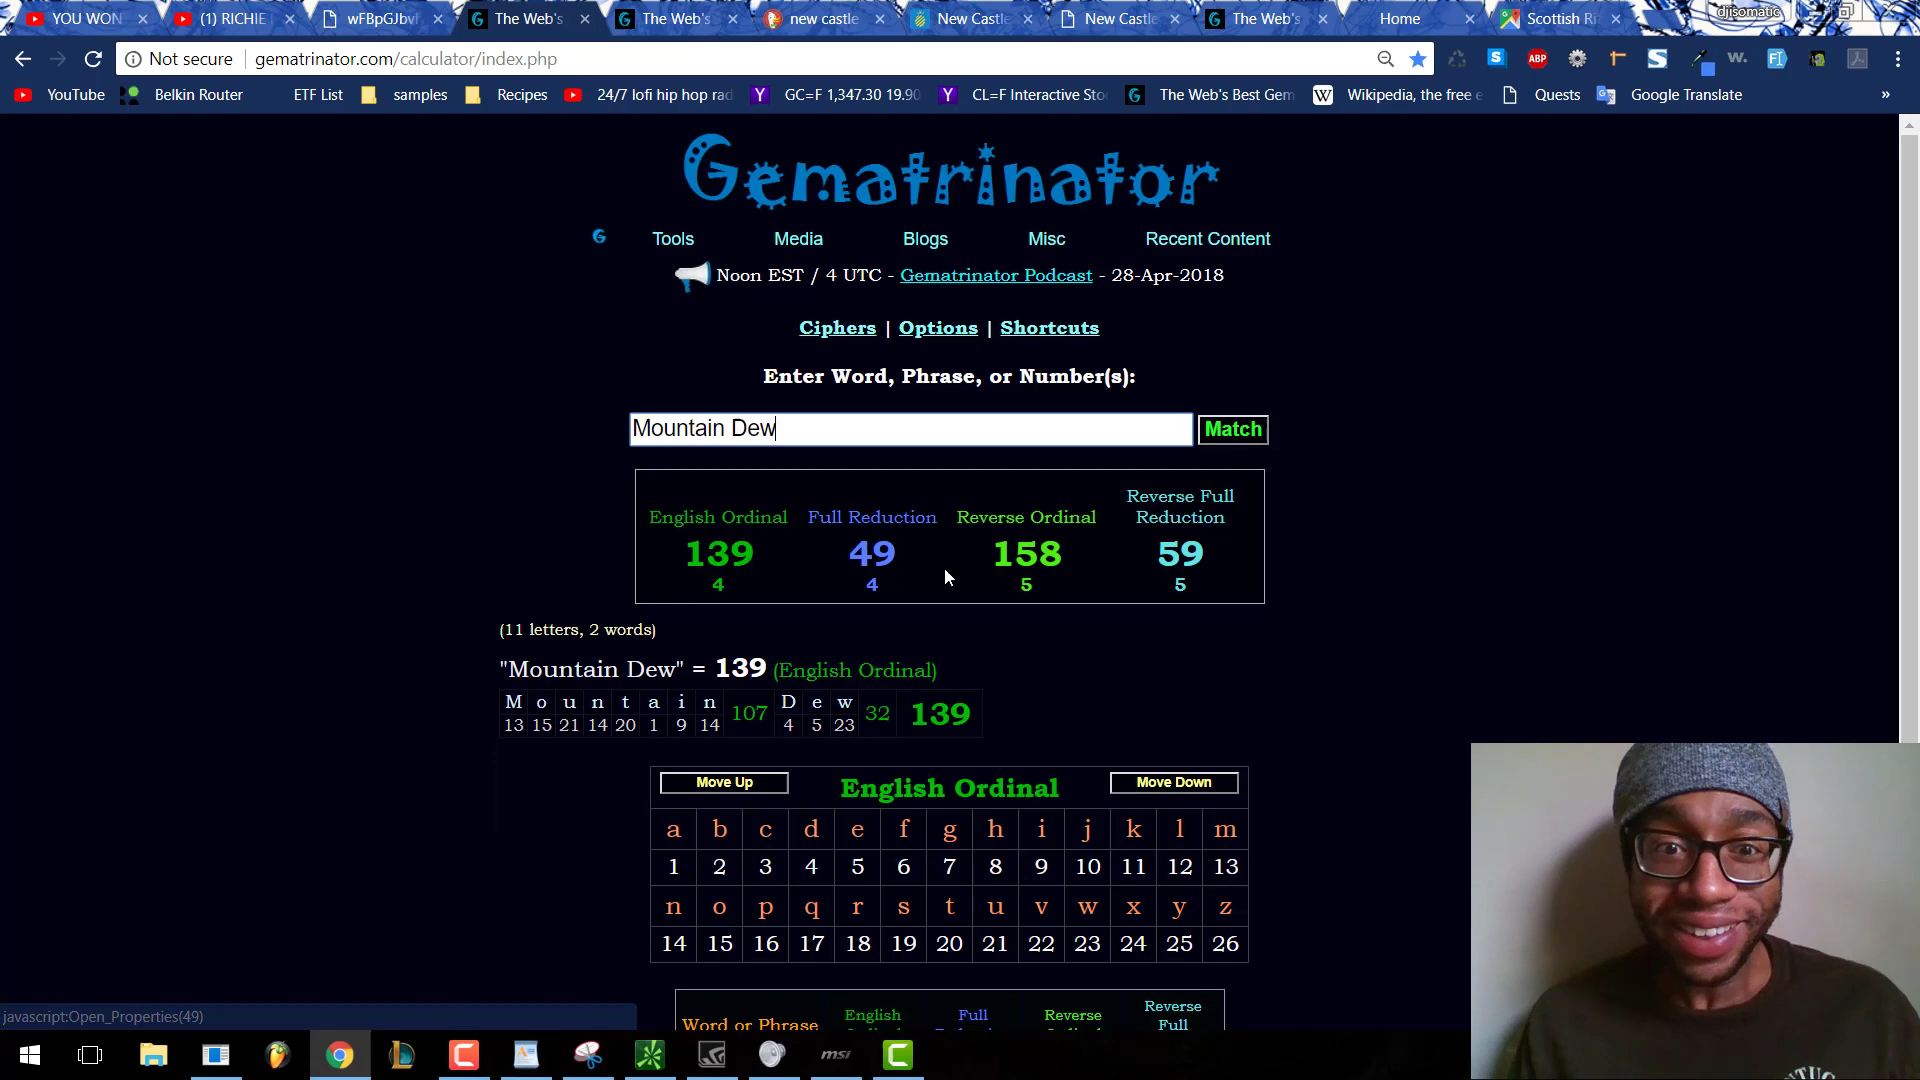 YOU WON
(1) RICHIE
wFBpGJbvl
The Web's
The Web's
new castle
New Castle
New Castle
The Web's
Home
Scottish Ri
djisomatic
Not secure
gematrinator.com/calculator/index.php
S
ABP
S
w.
YouTube
Belkin Router
ETF List
samples
Recipes
24/7 lofi hip hop rad
GC=F 1,347.30 19.90
CL=F Interactive Sto
The Web's Best Gem
Wikipedia, the free e
Quests
Google Translate
»
Gematrinator
G
Tools
Media
Blogs
Misc
Recent Content
Noon EST / 4 UTC - Gematrinator Podcast - 28-Apr-2018
Ciphers | Options | Shortcuts
Enter Word, Phrase, or Number(s):
Mountain Dew
Match
English Ordinal Full Reduction Reverse Ordinal Reverse Full Reduction
139 49 158 59
4 4 5 5
(11 letters, 2 words)
"Mountain Dew" = 139 (English Ordinal)
M o u n t a i n 107 D e w 32 139
13 15 21 14 20 1 9 14 4 5 23
Move Up
English Ordinal
Move Down
a b c d e f g h i j k l m
1 2 3 4 5 6 7 8 9 10 11 12 13
n o p q r s t u v w x y z
14 15 16 17 18 19 20 21 22 23 24 25 26
Word or Phrase
English
Full
Reverse
Reverse
Full
javascript:Open_Properties(49)
msi